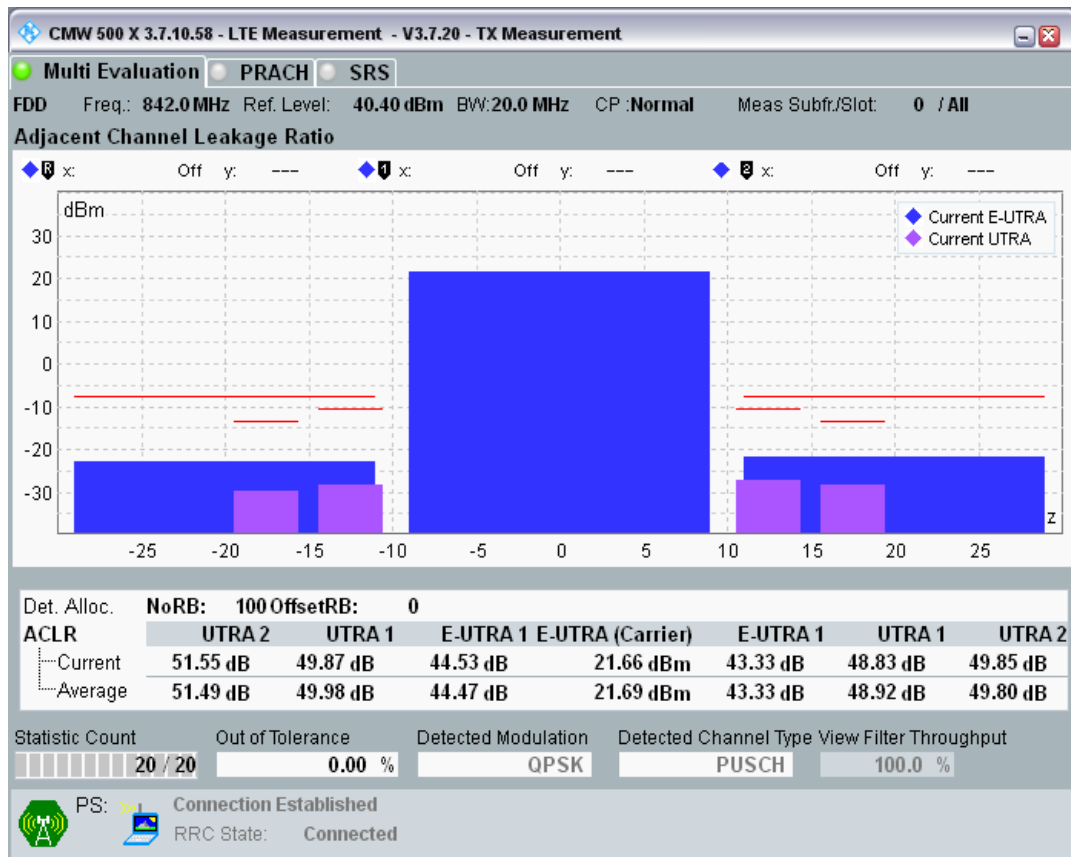 CMW 500 X 3.7.10.58 - LTE Measurement - V3.7.20 - TX Measurement
Multi Evaluation PRACH SRS
FDD Freq.: 842.0 MHz Ref. Level: 40.40 dBm BW:20.0 MHz CP :Normal Meas Subfr./Slot: 0 / All
Adjacent Channel Leakage Ratio
R x: Off y: --- 1 x: Off y: --- 2 x: Off y: ---
dBm
Current E-UTRA
Current UTRA
30
20
10
0
-10
-20
-30
z
-25 -20 -15 -10 -5 0 5 10 15 20 25
Det. Alloc. NoRB: 100 OffsetRB: 0
ACLR UTRA 2 UTRA 1 E-UTRA 1 E-UTRA (Carrier) E-UTRA 1 UTRA 1 UTRA 2
Current 51.55 dB 49.87 dB 44.53 dB 21.66 dBm 43.33 dB 48.83 dB 49.85 dB
Average 51.49 dB 49.98 dB 44.47 dB 21.69 dBm 43.33 dB 48.92 dB 49.80 dB
Statistic Count Out of Tolerance Detected Modulation Detected Channel Type View Filter Throughput
20 / 20 0.00 % QPSK PUSCH 100.0 %
PS: Connection Established
RRC State: Connected